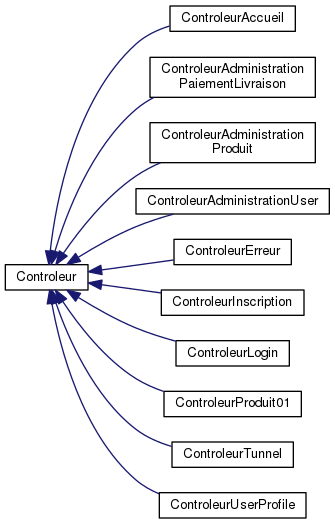 ControleurAccueil
ControleurAdministration
PaiementLivraison
ControleurAdministration
Produit
ControleurAdministrationUser
ControleurErreur
Controleur
ControleurInscription
ControleurLogin
ControleurProduit01
ControleurTunnel
ControleurUserProfile